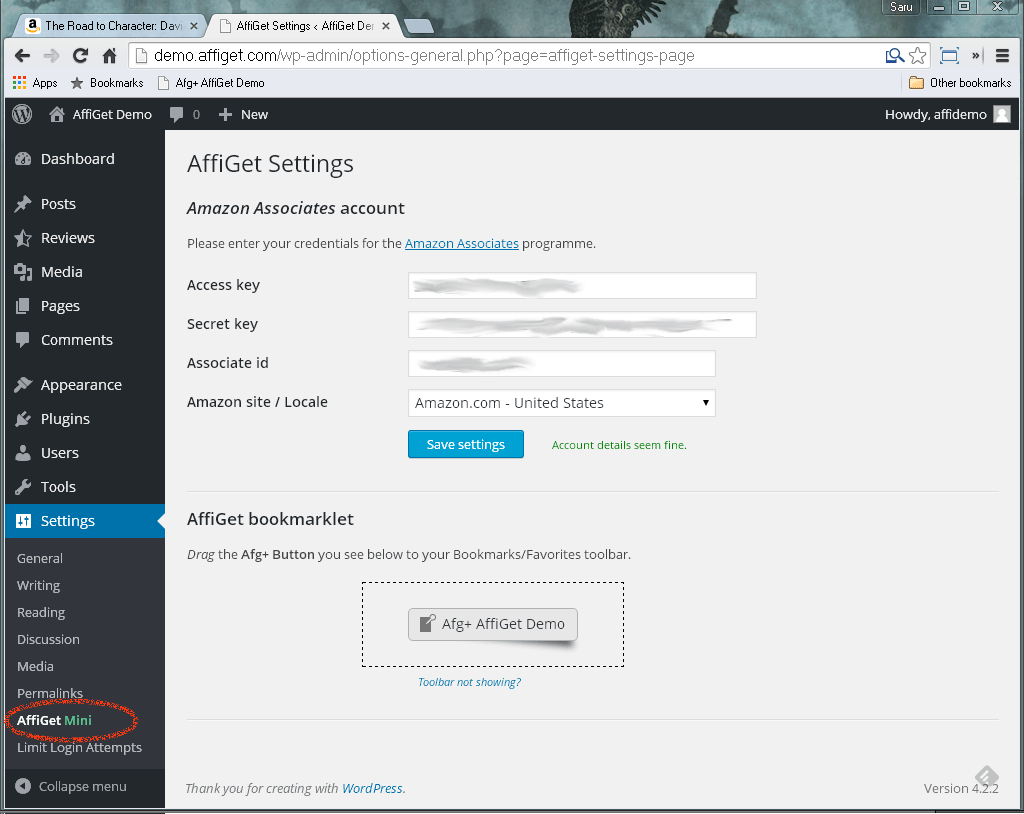 Saru
The Road to Character: Davi
AffiGet Settings < AffiGet Der
demo.affiget.com/wp-admin/options-general.php?page=affiget-settings-page
Apps Bookmarks Afg+ AffiGet Demo Other bookmarks
AffiGet Demo 0 New Howdy, affidemo
Dashboard
Posts
Reviews
Media
Pages
Comments
Appearance
Plugins
Users
Tools
Settings
General
Writing
Reading
Discussion
Media
Permalinks
AffiGet Mini
Limit Login Attempts
Collapse menu
AffiGet Settings
Amazon Associates account
Please enter your credentials for the Amazon Associates programme.
Access key
Secret key
Associate id
Amazon site / Locale Amazon.com - United States
Save settings Account details seem fine.
AffiGet bookmarklet
Drag the Afg+ Button you see below to your Bookmarks/Favorites toolbar.
Afg+ AffiGet Demo
Toolbar not showing?
Thank you for creating with WordPress. Version 4.2.2